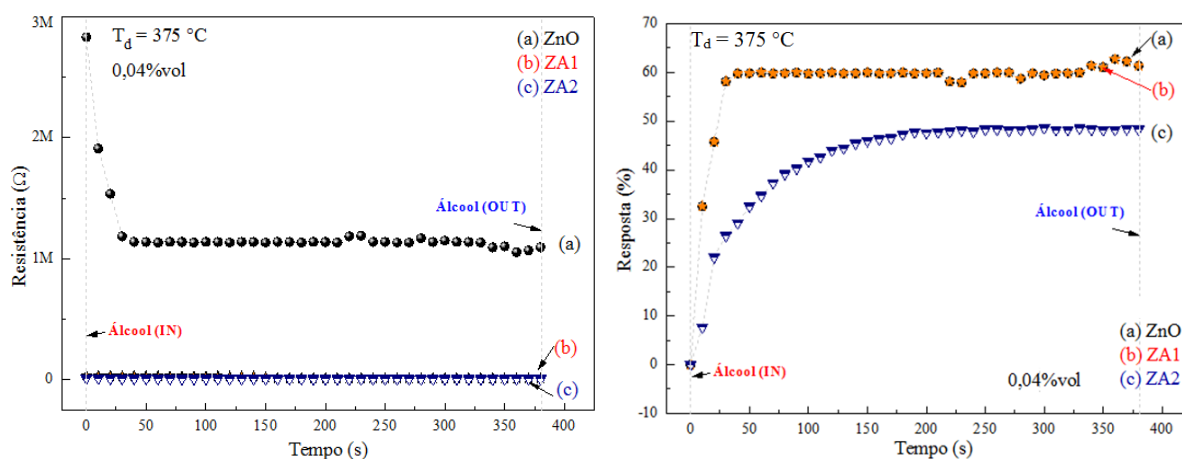 3M
2M
1M
0
Resistência (Ω)
T_d = 375 °C
0,04%vol
(a) ZnO
(b) ZA1
(c) ZA2
Álcool (OUT)
(a)
Álcool (IN)
(b)
(c)
0 50 100 150 200 250 300 350 400
Tempo (s)
70
60
50
40
30
20
10
0
-10
Resposta (%)
T_d = 375 °C
(a)
(b)
(c)
Álcool (OUT)
Álcool (IN)
0,04%vol
(a) ZnO
(b) ZA1
(c) ZA2
0 50 100 150 200 250 300 350 400
Tempo (s)